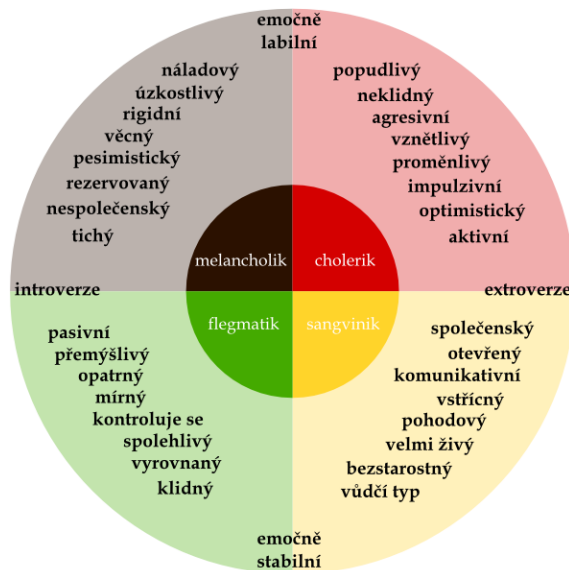 emočně
labilní
náladový
úzkostlivý
rigidní
věcný
pesimistický
rezervovaný
nespolečenský
tichý
popudlivý
neklidný
agresivní
vznětlivý
proměnlivý
impulzivní
optimistický
aktivní
melancholik
cholerik
introverze
extroverze
flegmatik
sangvinik
pasivní
přemýšlivý
opatrný
mírný
kontroluje se
spolehlivý
vyrovnaný
klidný
společenský
otevřený
komunikativní
vstřícný
pohodový
velmi živý
bezstarostný
vůdčí typ
emočně
stabilní